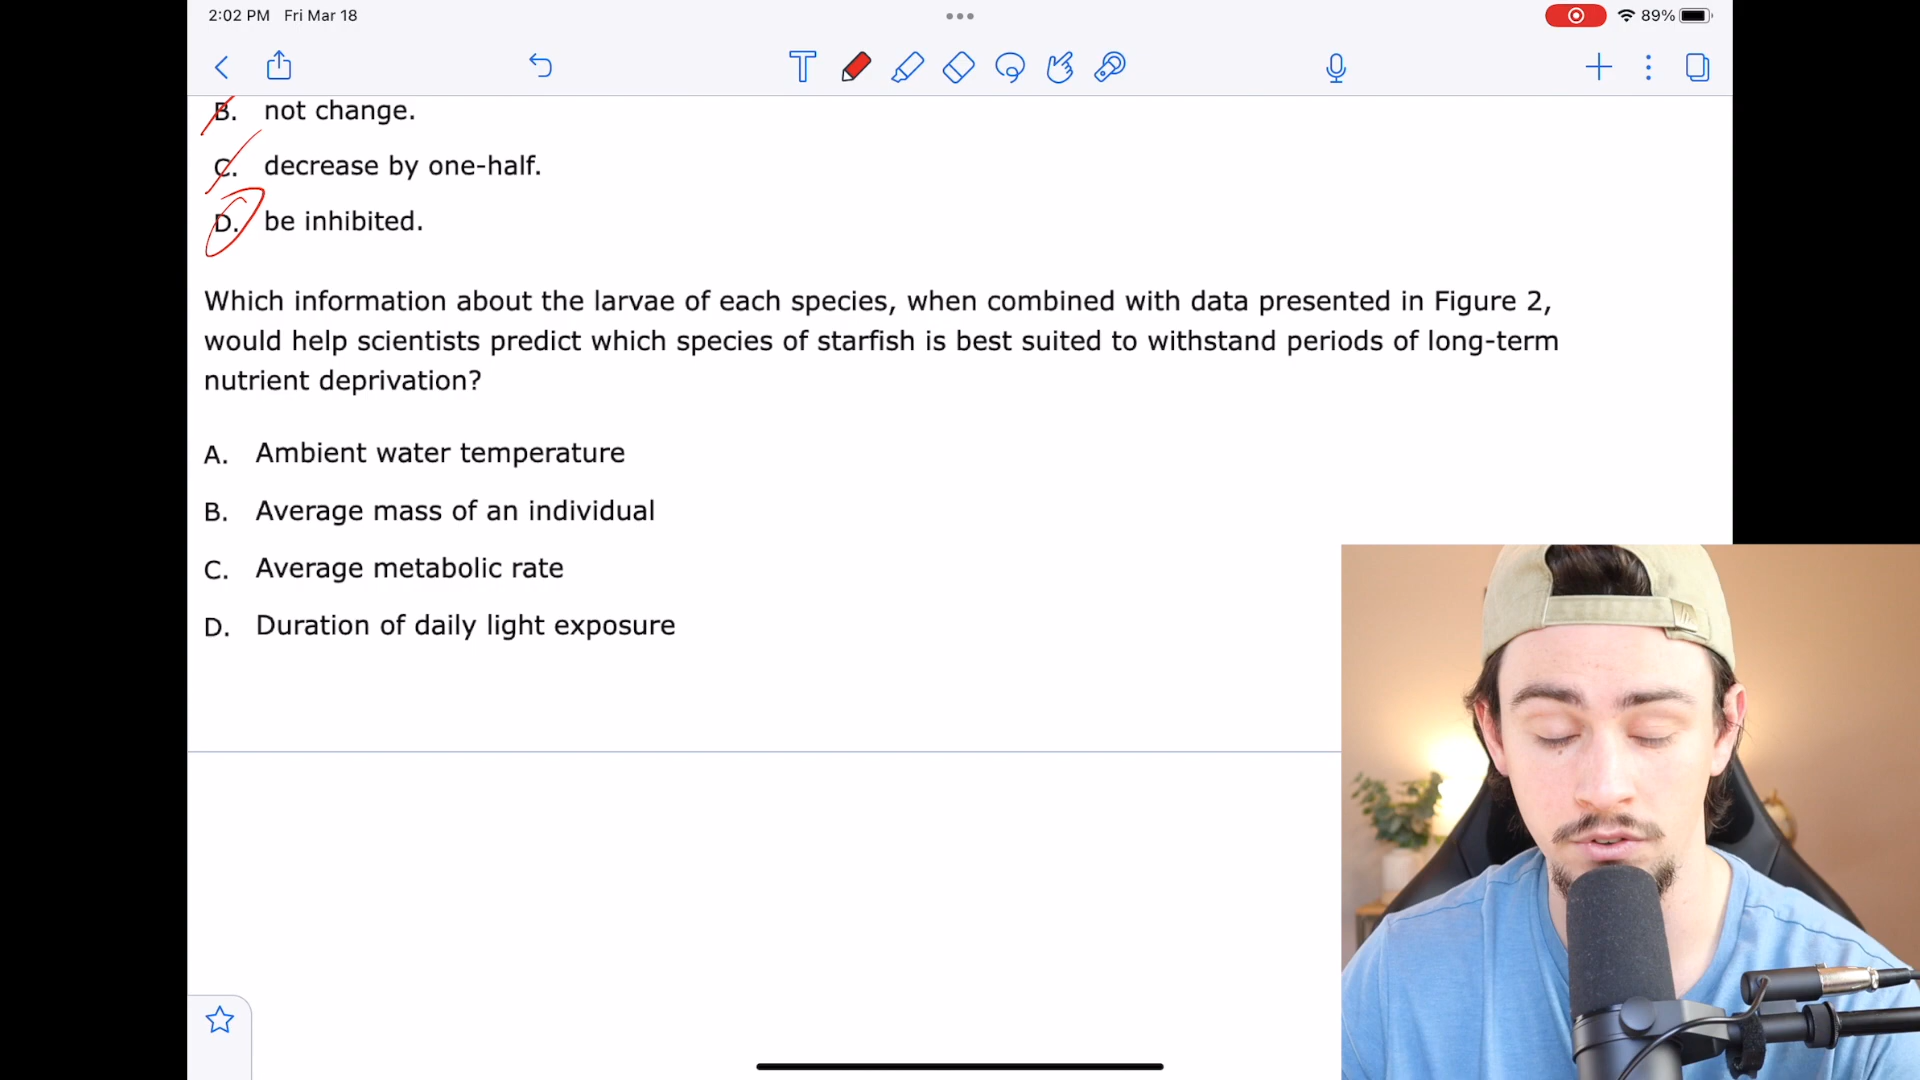 2:02 PM Fri Mar 18
89%
B. not change.
C. decrease by one-half.
D. be inhibited.
Which information about the larvae of each species, when combined with data presented in Figure 2,
would help scientists predict which species of starfish is best suited to withstand periods of long-term
nutrient deprivation?
A. Ambient water temperature
B. Average mass of an individual
C. Average metabolic rate
D. Duration of daily light exposure